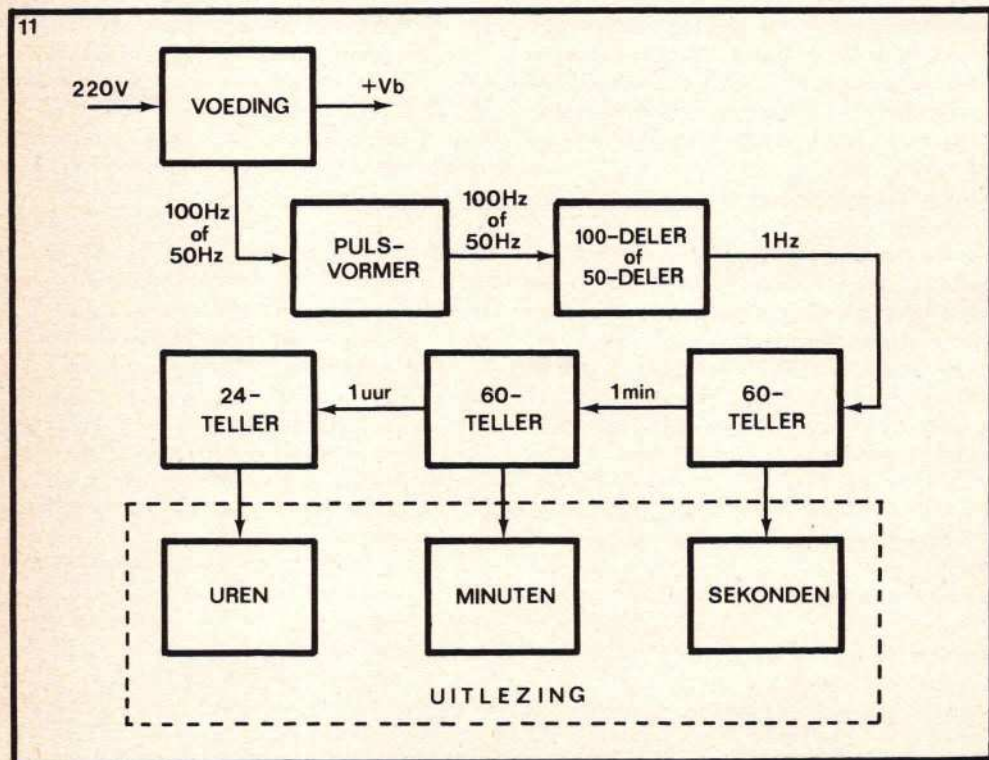 11
220V
VOEDING
+Vb
100Hz
of
50Hz
PULS-
VORMER
100Hz
of
50Hz
100-DELER
of
50-DELER
1Hz
24-
TELLER
1uur
60-
TELLER
1min
60-
TELLER
UREN
MINUTEN
SEKONDEN
UITLEZING